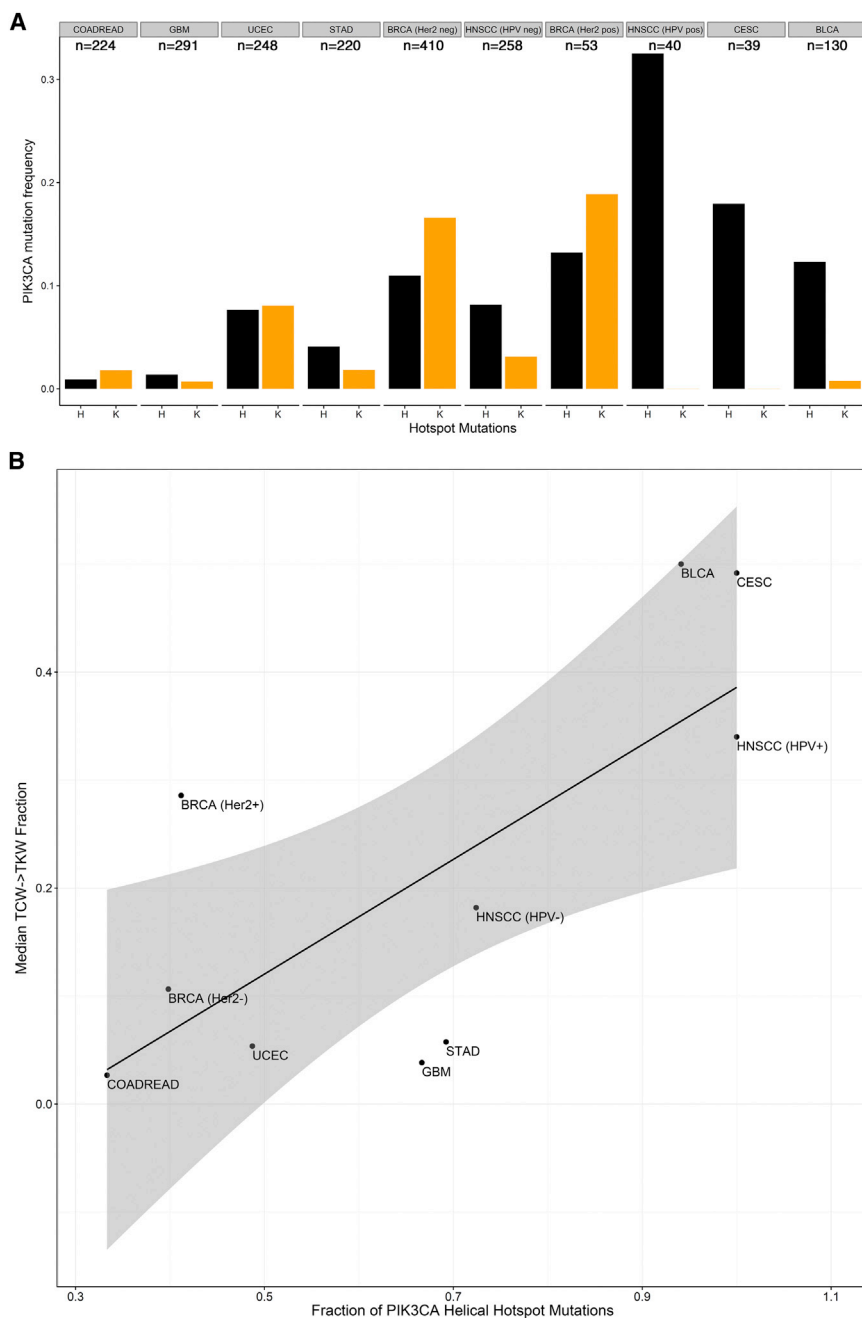 A
COADREAD GBM UCEC STAD BRCA (Her2 neg) HNSCC (HPV neg) BRCA (Her2 pos) HNSCC (HPV pos) CESC BLCA
n=224 n=291 n=248 n=220 n=410 n=258 n=53 n=40 n=39 n=130
PIK3CA mutation frequency
0.3
0.2
0.1
0.0
H K H K H K H K H K H K H K H K H K H K
Hotspot Mutations
B
Median TCW->TKW Fraction
BLCA
CESC
0.4
HNSCC (HPV+)
BRCA (Her2+)
0.2
HNSCC (HPV-)
BRCA (Her2-)
UCEC
STAD
GBM
COADREAD
0.0
0.3 0.5 0.7 0.9 1.1
Fraction of PIK3CA Helical Hotspot Mutations